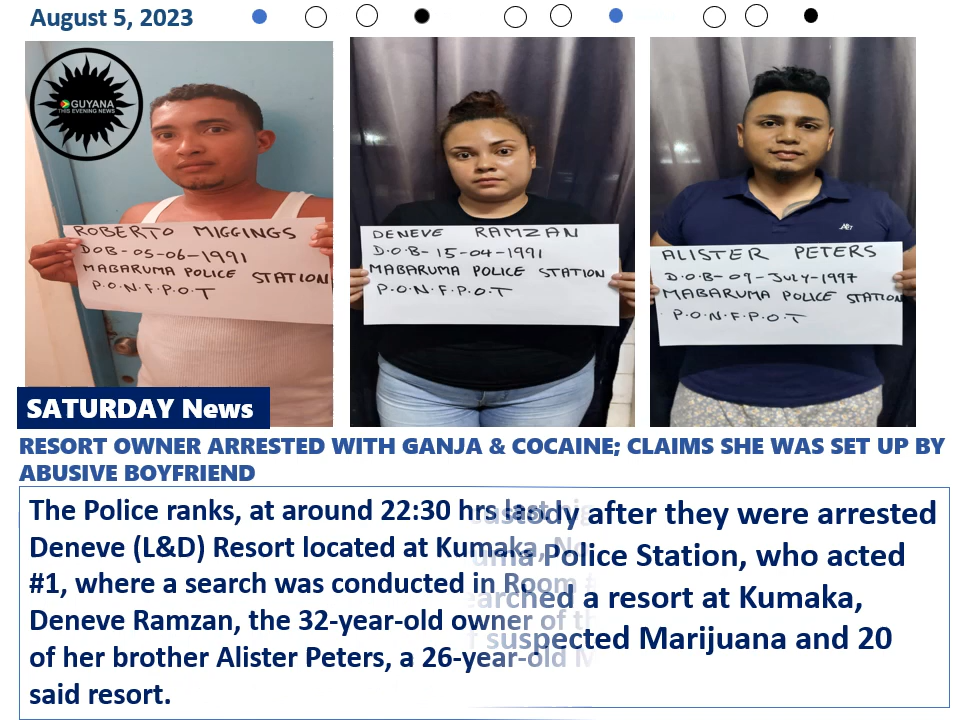 August 5, 2023
GUYANA
THIS EVENING NEWS
ROBERTO MIGGINGS
D.O.B-05-06-1991
MABARUMA POLICE STATION
P.O.N.F.P.O.T
DENEVE RAMZAN
D.O.B-15-04-1991
MABARUMA POLICE STATION
P.O.N.F.P.O.T
ALISTER PETERS
D.O.B-09-JULY-1997
MABARUMA POLICE STATION
P.O.N.F.P.O.T
SATURDAY News
RESORT OWNER ARRESTED WITH GANJA & COCAINE; CLAIMS SHE WAS SET UP BY
ABUSIVE BOYFRIEND
The Police ranks, at around 22:30 hrs last
Deneve (L&D) Resort located at Kumaka,
#1, where a search was conducted in Room
Deneve Ramzan, the 32-year-old owner of
of her brother Alister Peters, a 26-year-old
said resort.
custody after they were arrested
Police Station, who acted
a resort at Kumaka,
suspected Marijuana and 20